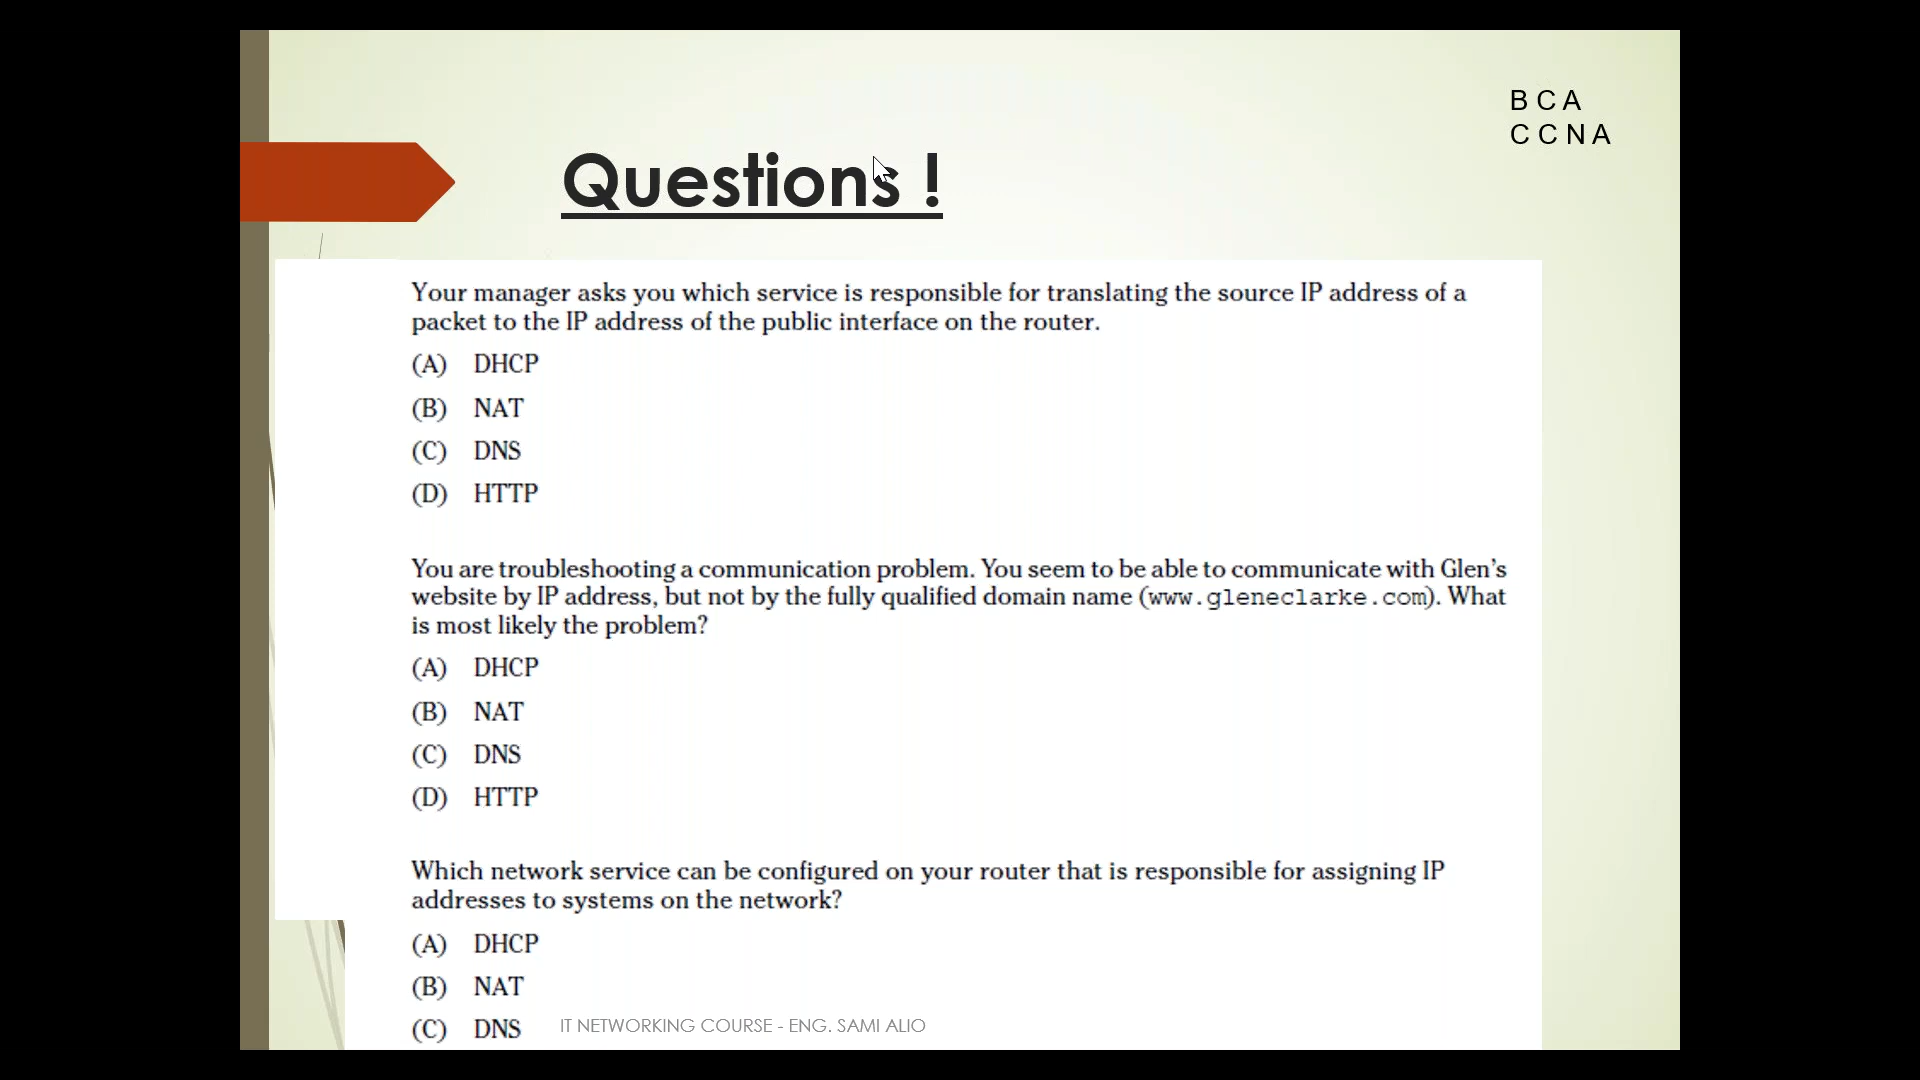 B C A
C C N A
Questions !
Your manager asks you which service is responsible for translating the source IP address of a
packet to the IP address of the public interface on the router.
(A) DHCP
(B) NAT
(C) DNS
(D) HTTP
You are troubleshooting a communication problem. You seem to be able to communicate with Glen's
website by IP address, but not by the fully qualified domain name (www.gleneclarke.com). What
is most likely the problem?
(A) DHCP
(B) NAT
(C) DNS
(D) HTTP
Which network service can be configured on your router that is responsible for assigning IP
addresses to systems on the network?
(A) DHCP
(B) NAT
(C) DNS
IT NETWORKING COURSE - ENG. SAMI ALIO